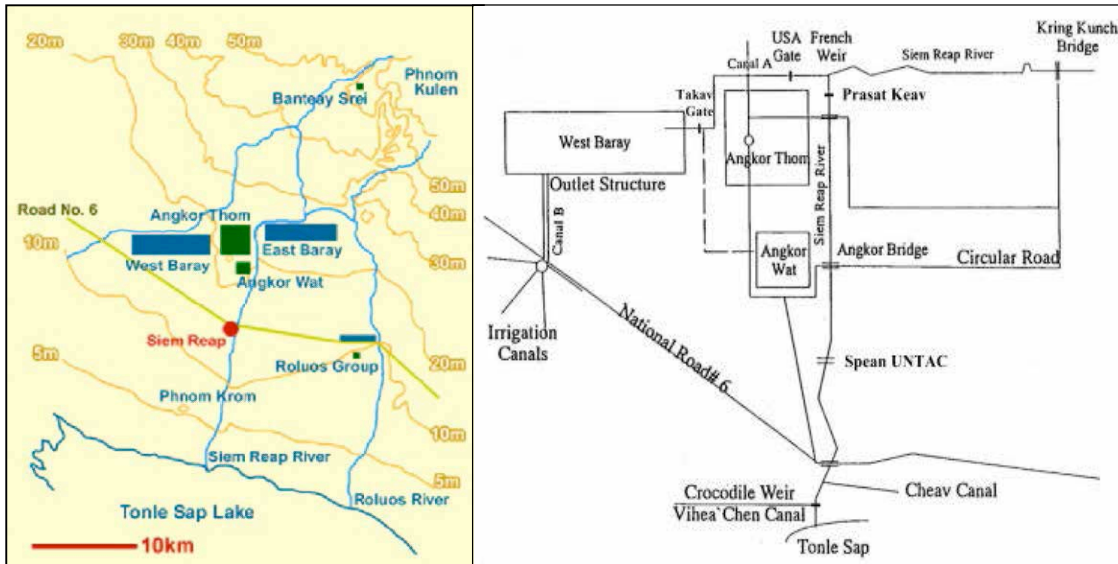 20m
30m
40m
50m
Phnom
Kulen
Banteay Srei
50m
40m
30m
Road No. 6
Angkor Thom
10m
West Baray
East Baray
Angkor Wat
Siem Reap
20m
5m
Roluos Group
Phnom Krom
10m
Siem Reap River
5m
Roluos River
Tonle Sap Lake
10km
Kring Kunch
Bridge
USA
Gate
French
Weir
Canal A
Siem Reap River
Takav
Gate
Prasat Keav
West Baray
Angkor Thom
Outlet Structure
Siem Reap River
Canal B
Angkor
Wat
Angkor Bridge
Circular Road
Irrigation
Canals
National Road# 6
Spean UNTAC
Crocodile Weir
Cheav Canal
Vihea`Chen Canal
Tonle Sap